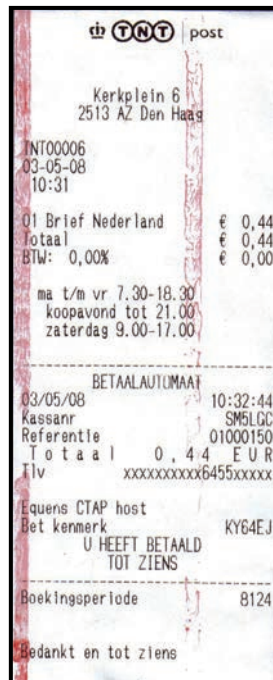 TNT post
Kerkplein 6
2513 AZ Den Haag
INT00006
03-05-08
10:31
01 Brief Nederland € 0,44
Totaal € 0,44
BTW: 0,00% € 0,00
ma t/m vr 7.30-18.30
koopavond tot 21.00
zaterdag 9.00-17.00
BETAALAUTOMAAT
03/05/08 10:32:44
Kassanr SM5LGC
Referentie 01000150
Totaal 0,44 EUR
Tlv xxxxxxxxxx6455xxxxx
Equens CTAP host
Bet kenmerk KY64EJ
U HEEFT BETAALD
TOT ZIENS
Boekingsperiode 8124
Bedankt en tot ziens